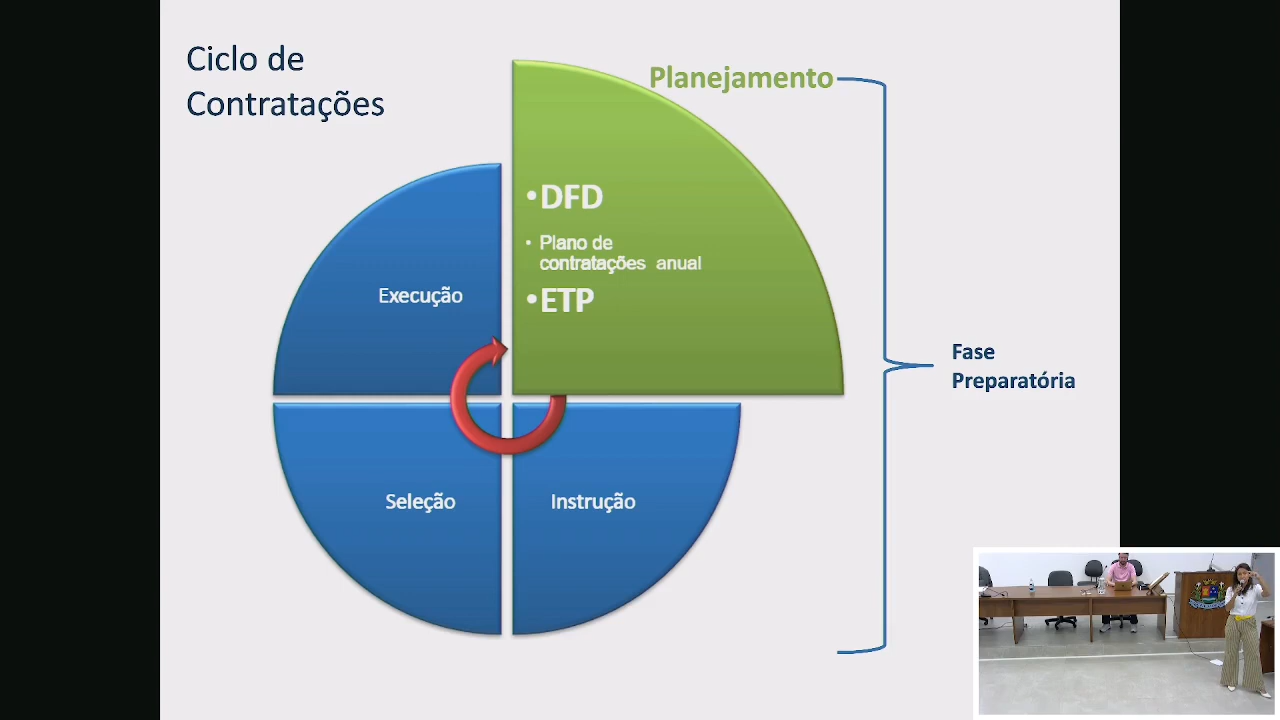 Ciclo de
Contratações
Planejamento
•DFD
• Plano de
contratações anual
•ETP
Execução
Fase
Preparatória
Seleção
Instrução